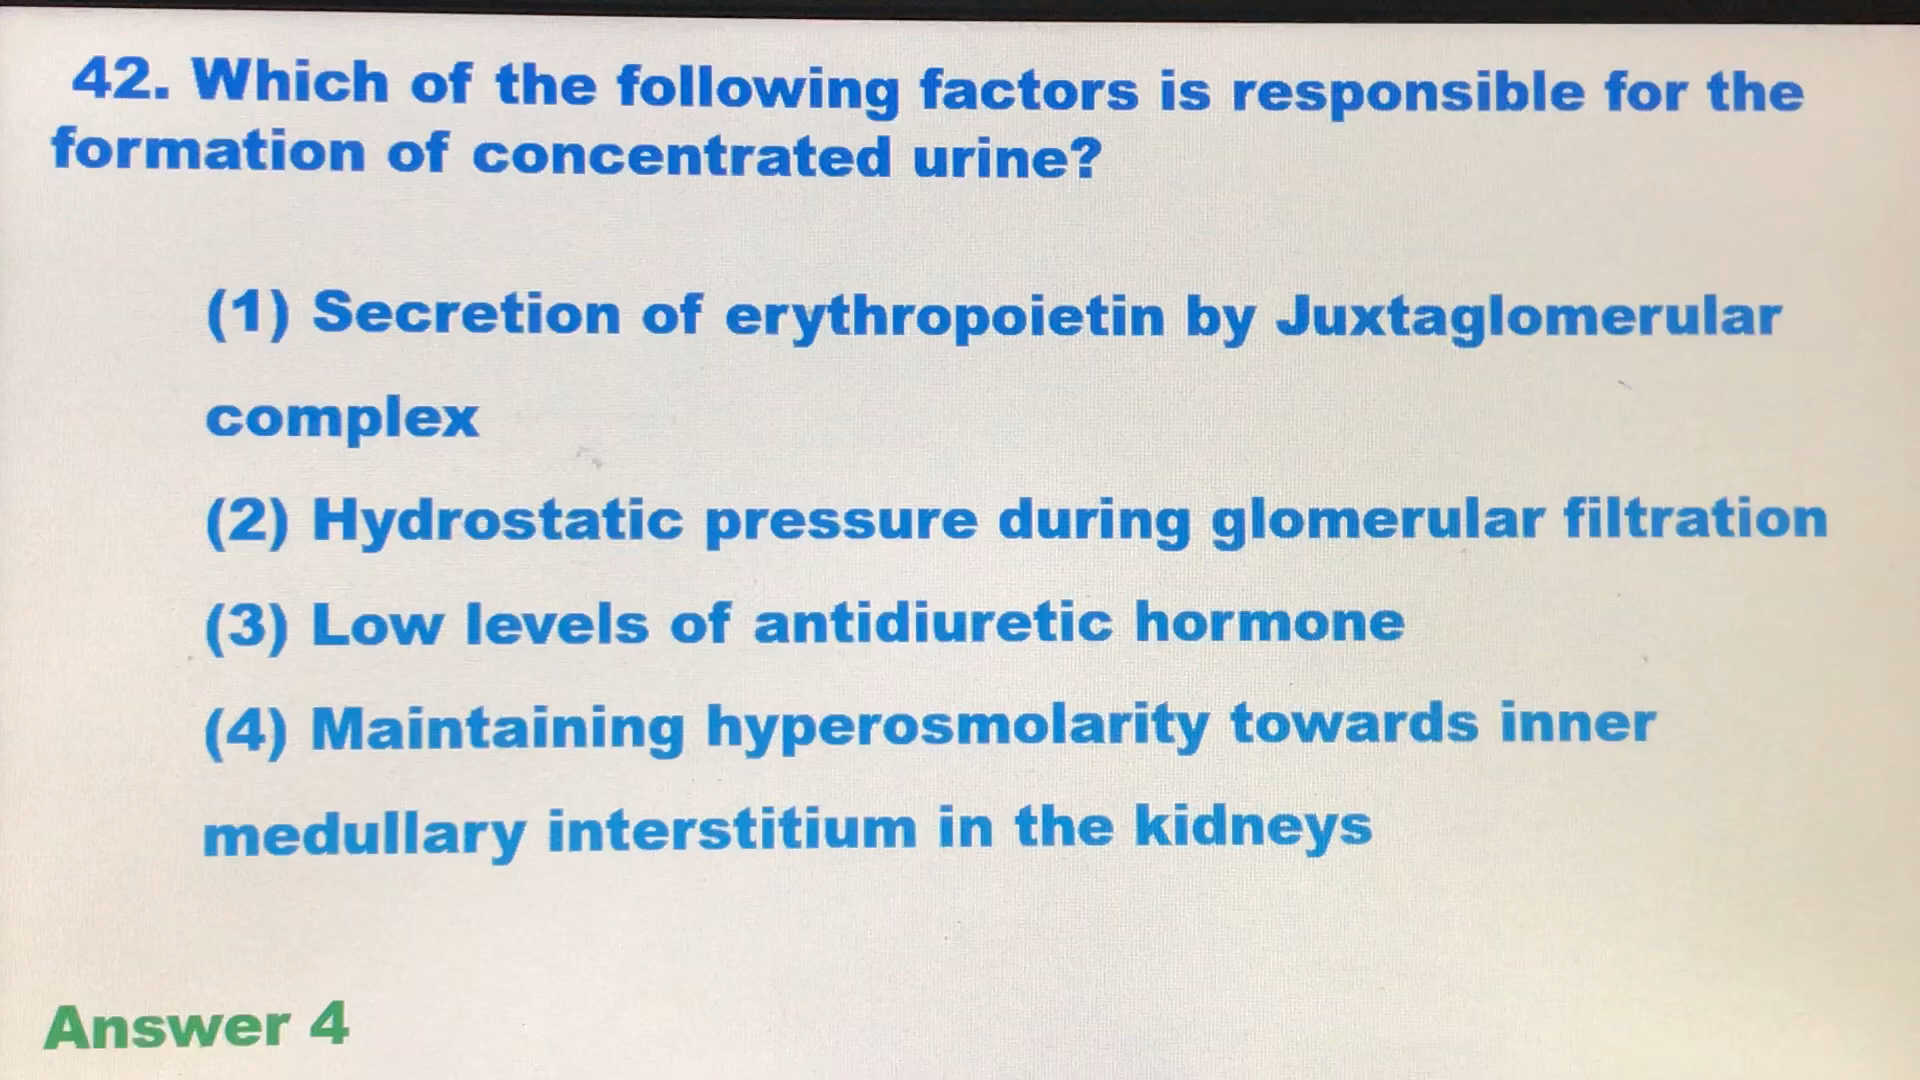 42. Which of the following factors is responsible for the
formation of concentrated urine?
(1) Secretion of erythropoietin by Juxtaglomerular
complex
(2) Hydrostatic pressure during glomerular filtration
(3) Low levels of antidiuretic hormone
(4) Maintaining hyperosmolarity towards inner
medullary interstitium in the kidneys
Answer 4